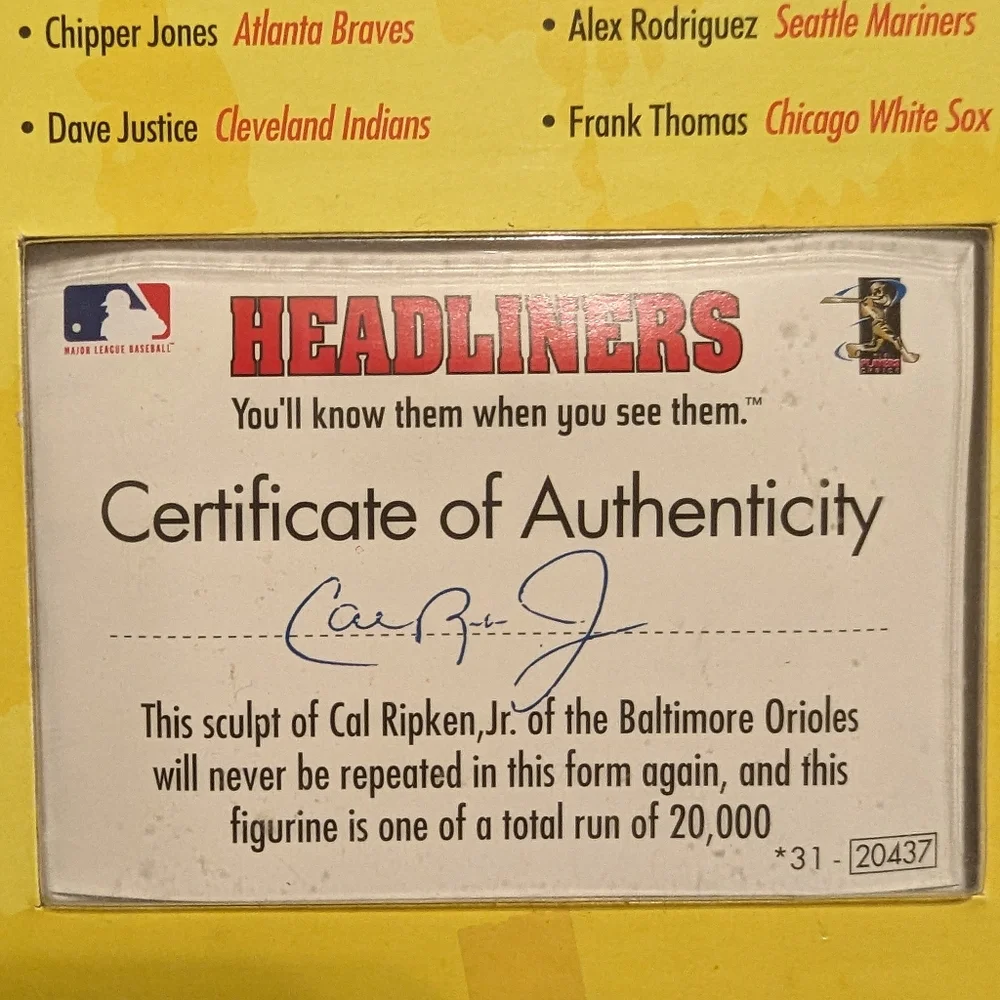 • Chipper Jones Atlanta Braves
• Alex Rodriguez Seattle Mariners
• Dave Justice Cleveland Indians
• Frank Thomas Chicago White Sox
MAJOR LEAGUE BASEBALL
HEADLINERS
PLAYERS
CHOICE
You'll know them when you see them.™
Certificate of Authenticity
This sculpt of Cal Ripken,Jr. of the Baltimore Orioles
will never be repeated in this form again, and this
figurine is one of a total run of 20,000
*31 - 20437